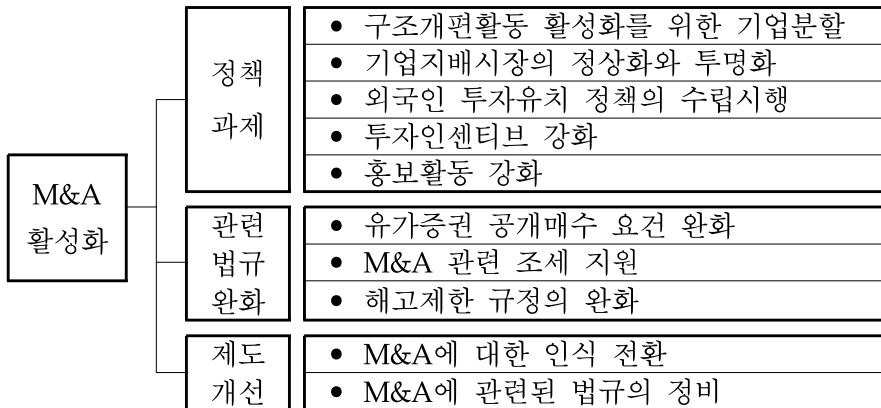 M&A
활성화
정책
과제
• 구조개편활동 활성화를 위한 기업분할
• 기업지배시장의 정상화와 투명화
• 외국인 투자유치 정책의 수립시행
• 투자인센티브 강화
• 홍보활동 강화
관련
법규
완화
• 유가증권 공개매수 요건 완화
• M&A 관련 조세 지원
• 해고제한 규정의 완화
제도
개선
• M&A에 대한 인식 전환
• M&A에 관련된 법규의 정비